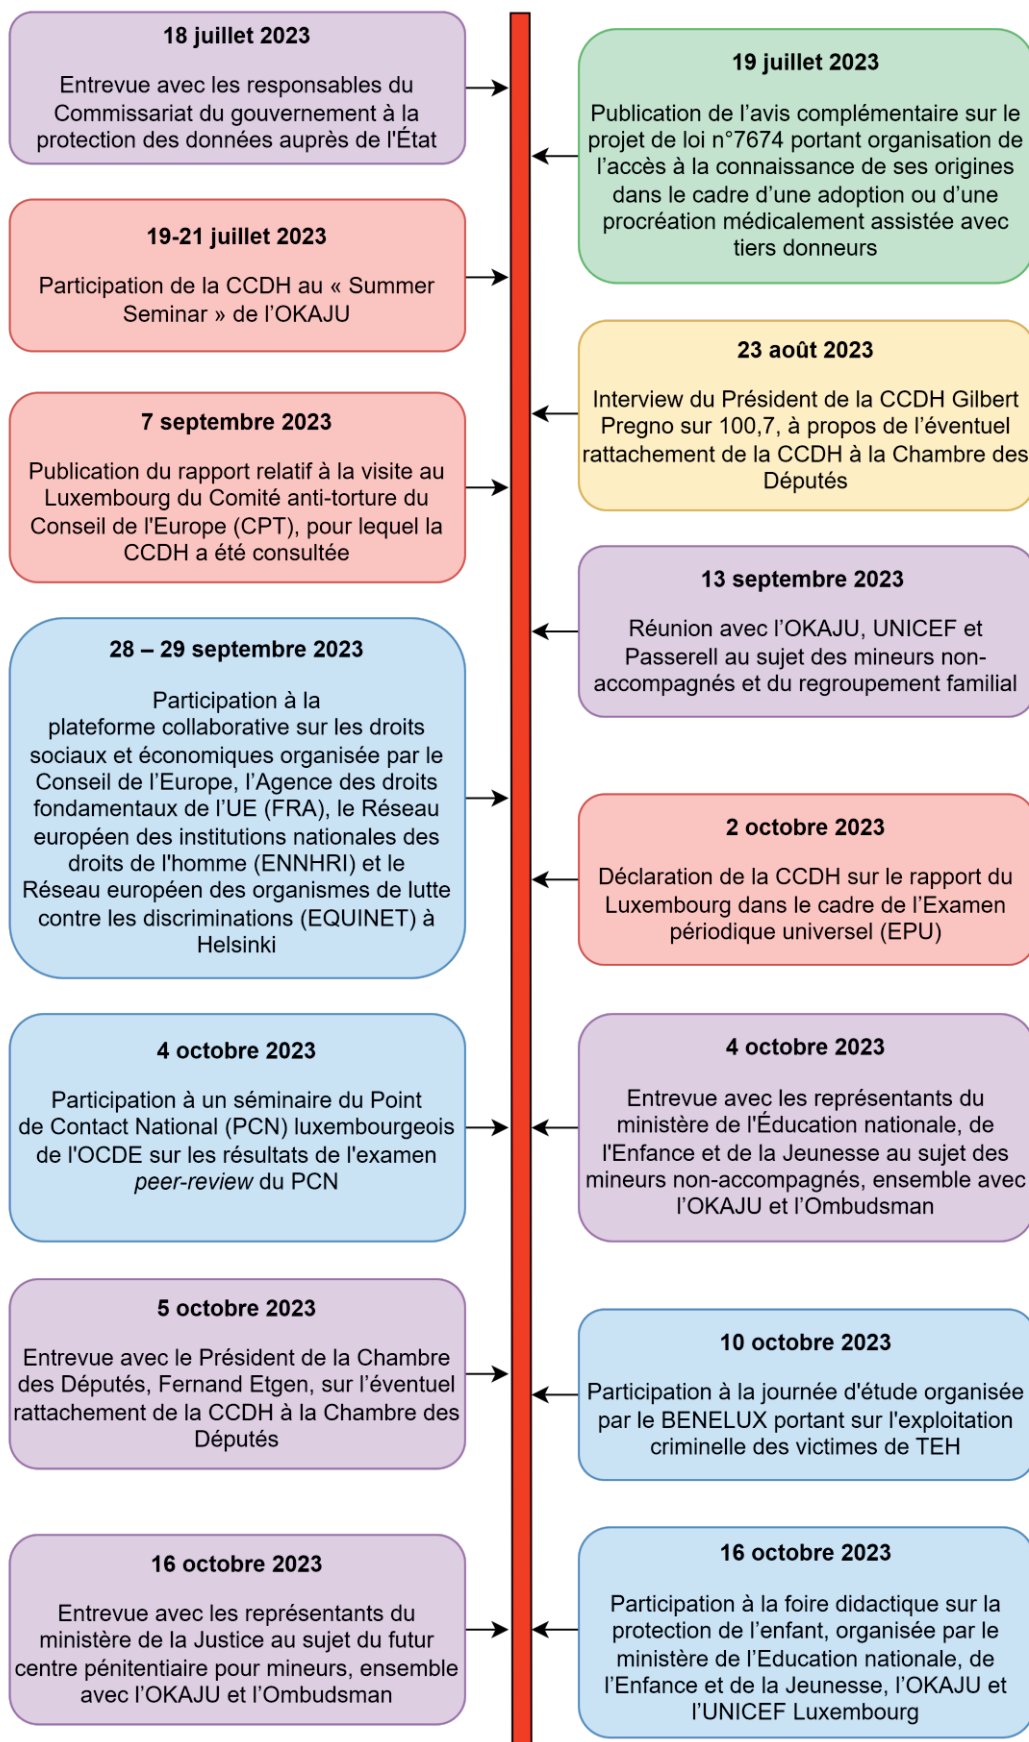 18 juillet 2023
Entrevue avec les responsables du
Commissariat du gouvernement à la
protection des données auprès de l'État
19 juillet 2023
Publication de l’avis complémentaire sur le
projet de loi n°7674 portant organisation de
l’accès à la connaissance de ses origines
dans le cadre d’une adoption ou d’une
procréation médicalement assistée avec
tiers donneurs
19-21 juillet 2023
Participation de la CCDH au « Summer
Seminar » de l’OKAJU
23 août 2023
Interview du Président de la CCDH Gilbert
Pregno sur 100,7, à propos de l’éventuel
rattachement de la CCDH à la Chambre des
Députés
7 septembre 2023
Publication du rapport relatif à la visite au
Luxembourg du Comité anti-torture du
Conseil de l'Europe (CPT), pour lequel la
CCDH a été consultée
13 septembre 2023
Réunion avec l’OKAJU, UNICEF et
Passerell au sujet des mineurs non-
accompagnés et du regroupement familial
28 – 29 septembre 2023
Participation à la
plateforme collaborative sur les droits
sociaux et économiques organisée par le
Conseil de l’Europe, l’Agence des droits
fondamentaux de l’UE (FRA), le Réseau
européen des institutions nationales des
droits de l'homme (ENNHRI) et le
Réseau européen des organismes de lutte
contre les discriminations (EQUINET) à
Helsinki
2 octobre 2023
Déclaration de la CCDH sur le rapport du
Luxembourg dans le cadre de l’Examen
périodique universel (EPU)
4 octobre 2023
Participation à un séminaire du Point
de Contact National (PCN) luxembourgeois
de l'OCDE sur les résultats de l'examen
peer-review du PCN
4 octobre 2023
Entrevue avec les représentants du
ministère de l'Éducation nationale, de
l'Enfance et de la Jeunesse au sujet des
mineurs non-accompagnés, ensemble avec
l’OKAJU et l’Ombudsman
5 octobre 2023
Entrevue avec le Président de la Chambre
des Députés, Fernand Etgen, sur l’éventuel
rattachement de la CCDH à la Chambre des
Députés
10 octobre 2023
Participation à la journée d'étude organisée
par le BENELUX portant sur l'exploitation
criminelle des victimes de TEH
16 octobre 2023
Entrevue avec les représentants du
ministère de la Justice au sujet du futur
centre pénitentiaire pour mineurs, ensemble
avec l’OKAJU et l’Ombudsman
16 octobre 2023
Participation à la foire didactique sur la
protection de l’enfant, organisée par le
ministère de l’Education nationale, de
l’Enfance et de la Jeunesse, l’OKAJU et
l’UNICEF Luxembourg